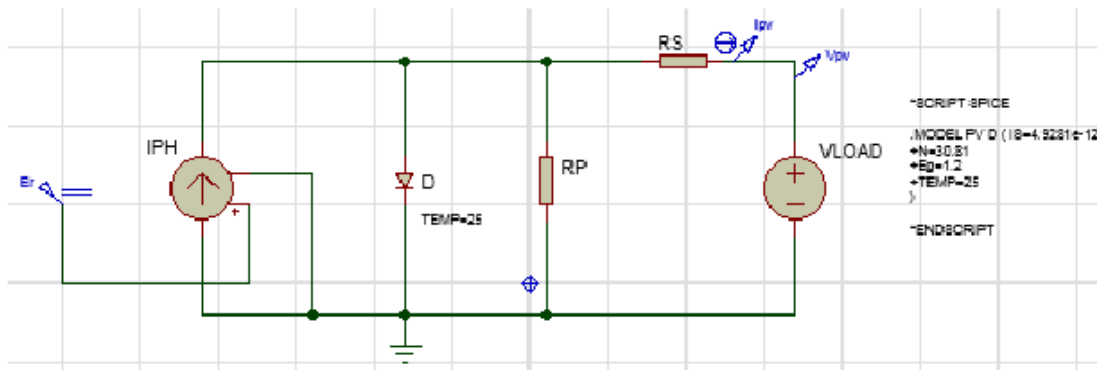 RS
Ipv
Vpv
IPH
Er
D
TEMP=25
RP
VLOAD
*SCRIPT SPICE
.MODEL PV D (IS=4.9281e-12
+N=30.81
+Eg=1.2
+TEMP=25
)
*ENDSCRIPT